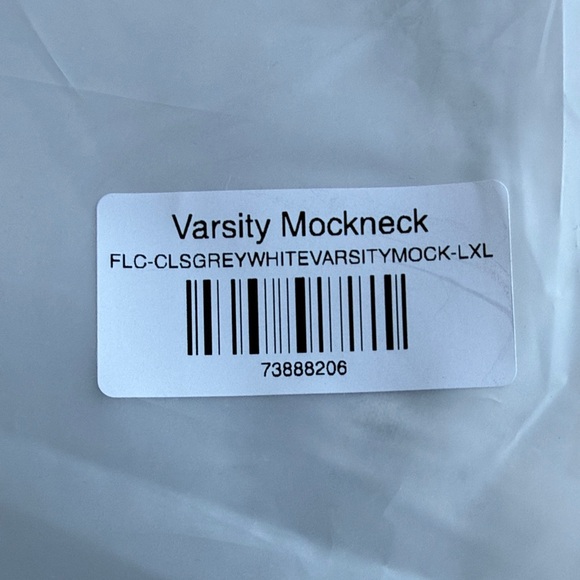 Varsity Mockneck
FLC-CLSGREYWHITEVARSITYMOCK-LXL
73888206